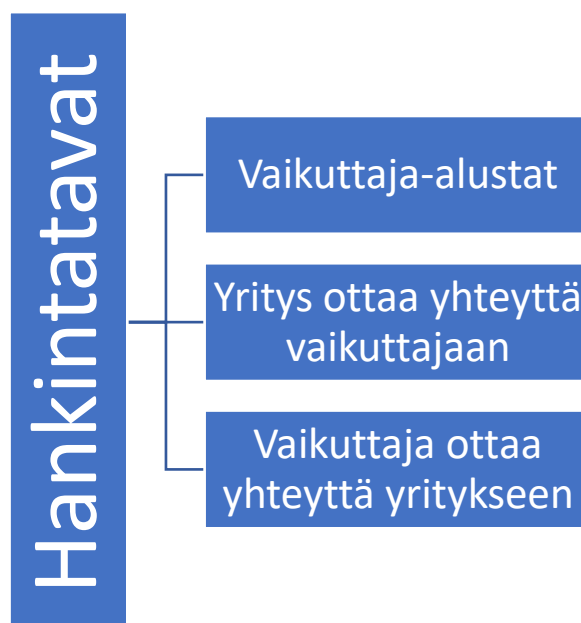 Hankintatavat
Vaikuttaja-alustat
Yritys ottaa yhteyttä
vaikuttajaan
Vaikuttaja ottaa
yhteyttä yritykseen